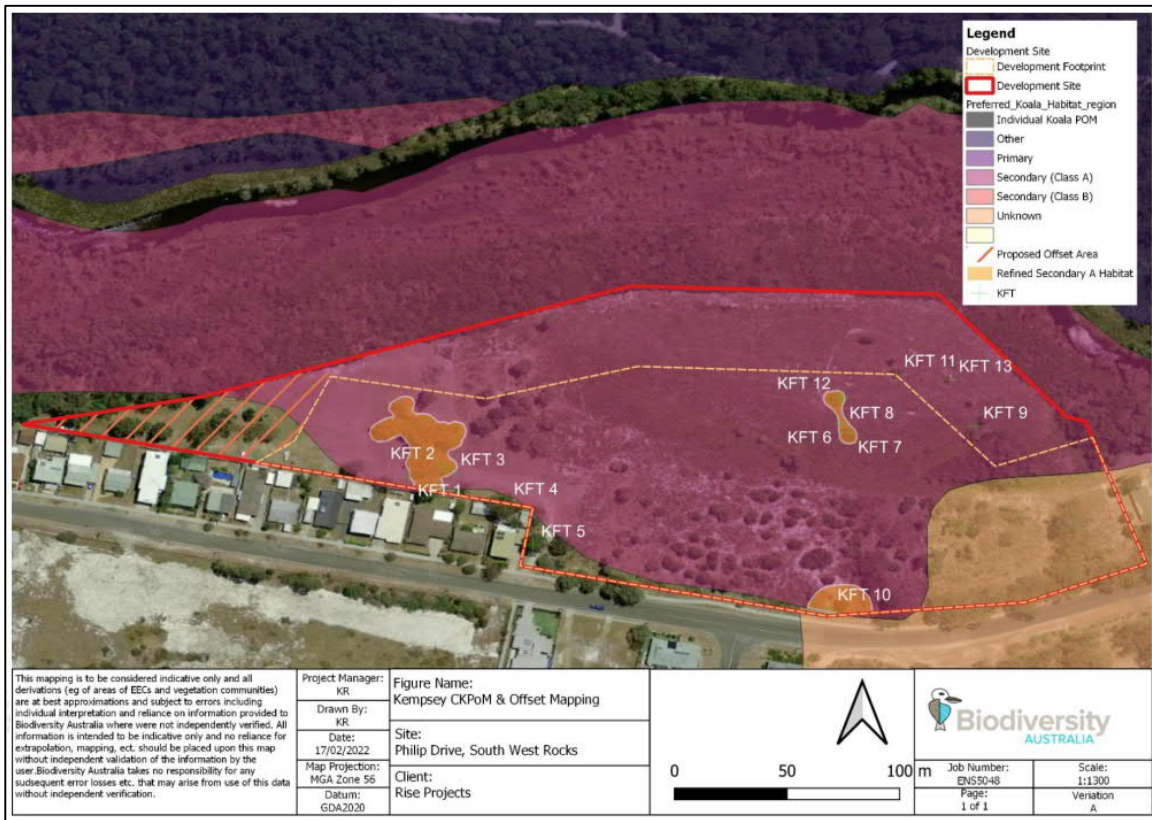 Legend
Development Site
Development Footprint
Development Site
Preferred_Koala_Habitat_region
Individual Koala POM
Other
Primary
Secondary (Class A)
Secondary (Class B)
Unknown
Proposed Offset Area
Refined Secondary A Habitat
KFT
KFT 11
KFT 13
KFT 12
KFT 8
KFT 9
KFT 6
KFT 7
KFT 2
KFT 3
KFT 1
KFT 4
KFT 5
KFT 10
This mapping is to be considered indicative only and all
derivations (eg of areas of EECs and vegetation communities)
are at best approximations and subject to errors including
individual interpretation and reliance on information provided to
Biodiversity Australia where were not independently verified. All
information is intended to be indicative only and no reliance for
extrapolation, mapping, ect. should be placed upon this map
without independent validation of the information by the
user.Biodiversity Australia takes no responsibility for any
sudsequent error losses etc. that may arise from use of this data
without independent verification.
Project Manager:
KR
Drawn By:
KR
Date:
17/02/2022
Map Projection:
MGA Zone 56
Datum:
GDA2020
Figure Name:
Kempsey CKPoM & Offset Mapping
Site:
Philip Drive, South West Rocks
Client:
Rise Projects
0 50 100 m
Biodiversity
AUSTRALIA
Job Number:
ENS5048
Scale:
1:1300
Page:
1 of 1
Veriation
A